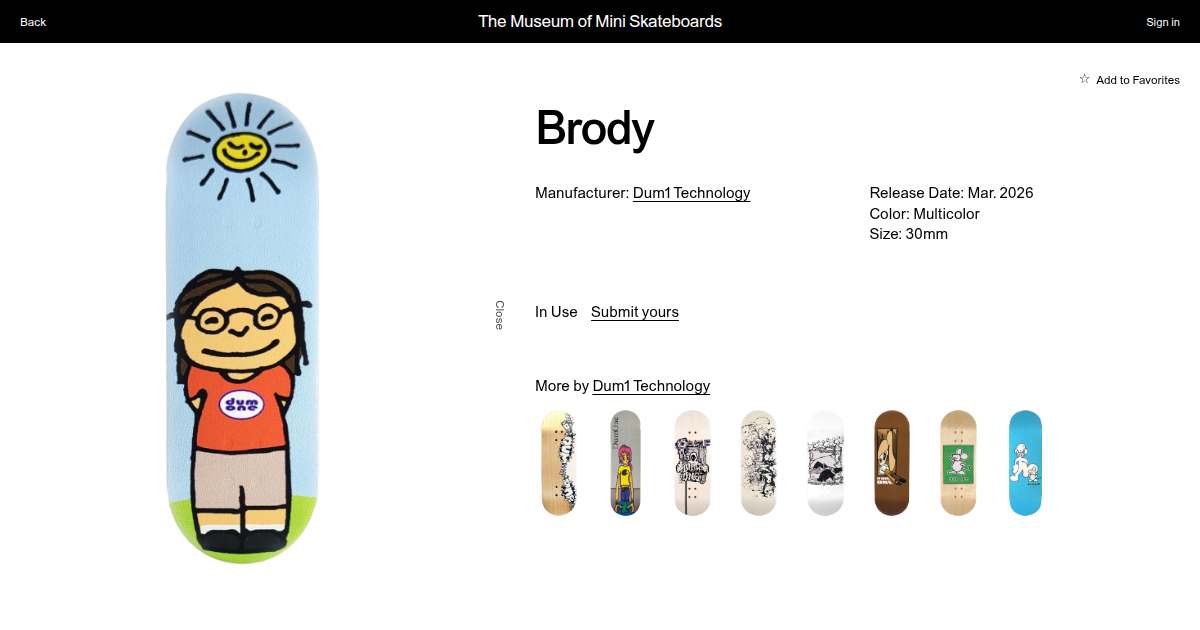 Back
The Museum of Mini Skateboards
Sign in
☆ Add to Favorites
Brody
Manufacturer: Dum1 Technology
Release Date: Mar. 2026
Color: Multicolor
Size: 30mm
dum
one
Close
In Use Submit yours
More by Dum1 Technology